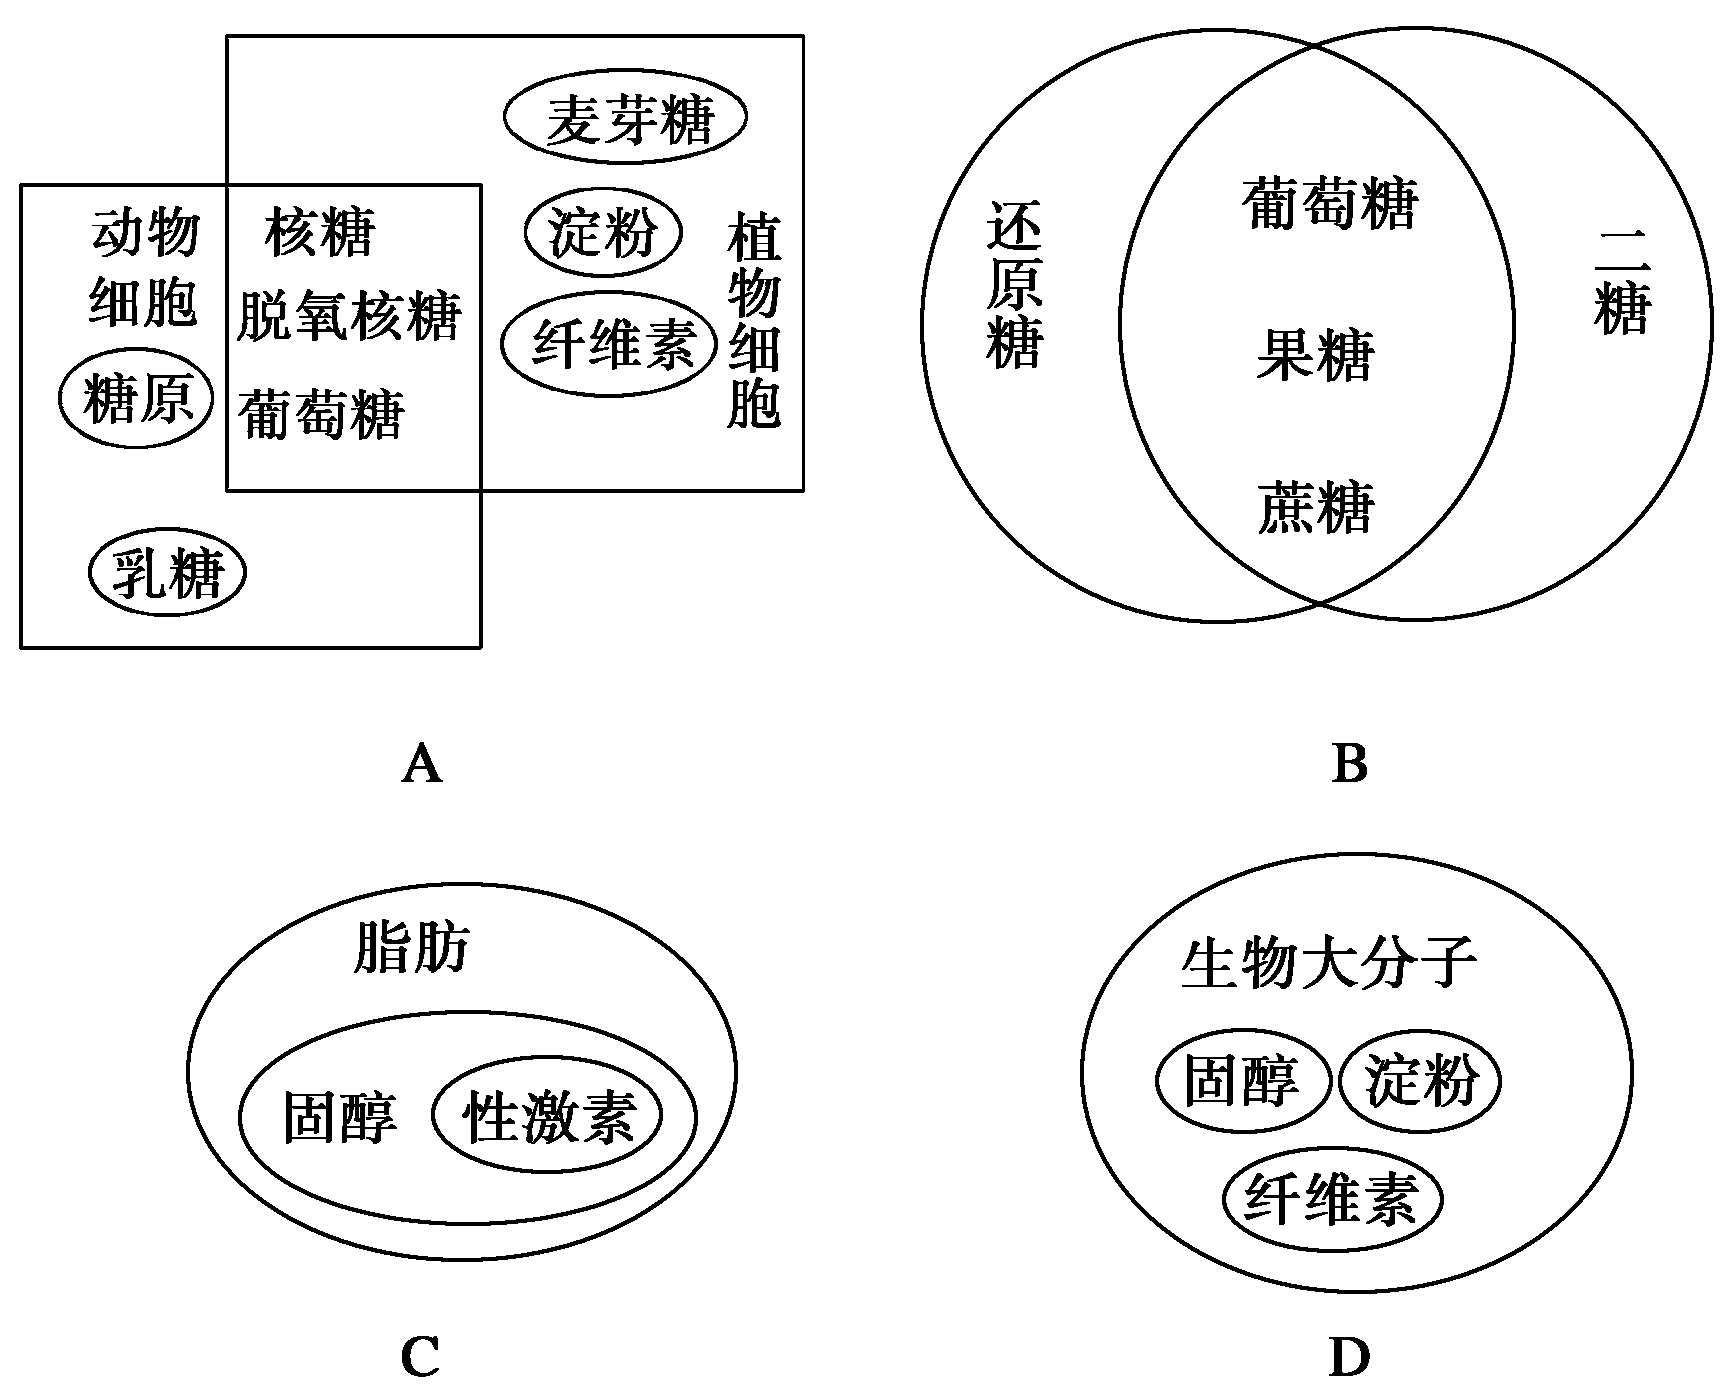 麦芽糖
动物细胞
核糖
淀粉
植物细胞
脱氧核糖
纤维素
糖原
葡萄糖
乳糖
A
还原糖
葡萄糖
果糖
蔗糖
二糖
B
脂肪
固醇
性激素
C
生物大分子
固醇
淀粉
纤维素
D